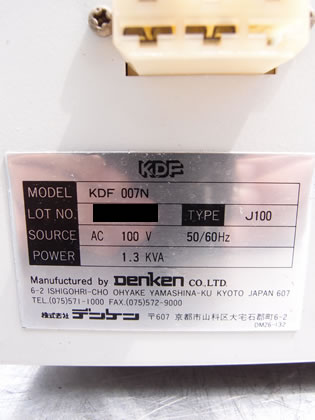 KDF
MODEL KDF 007N
LOT NO. TYPE J100
SOURCE AC 100 V 50/60Hz
POWER 1.3 KVA
Manufactured by Denken CO.,LTD.
6-2 ISHIGOHRI-CHO OHYAKE YAMASHINA-KU KYOTO JAPAN 607
TEL.(075)571-1000 FAX.(075)572-9000
株式会社 デンケン 〒607 京都市山科区大宅石郡町6-2
DM76-132